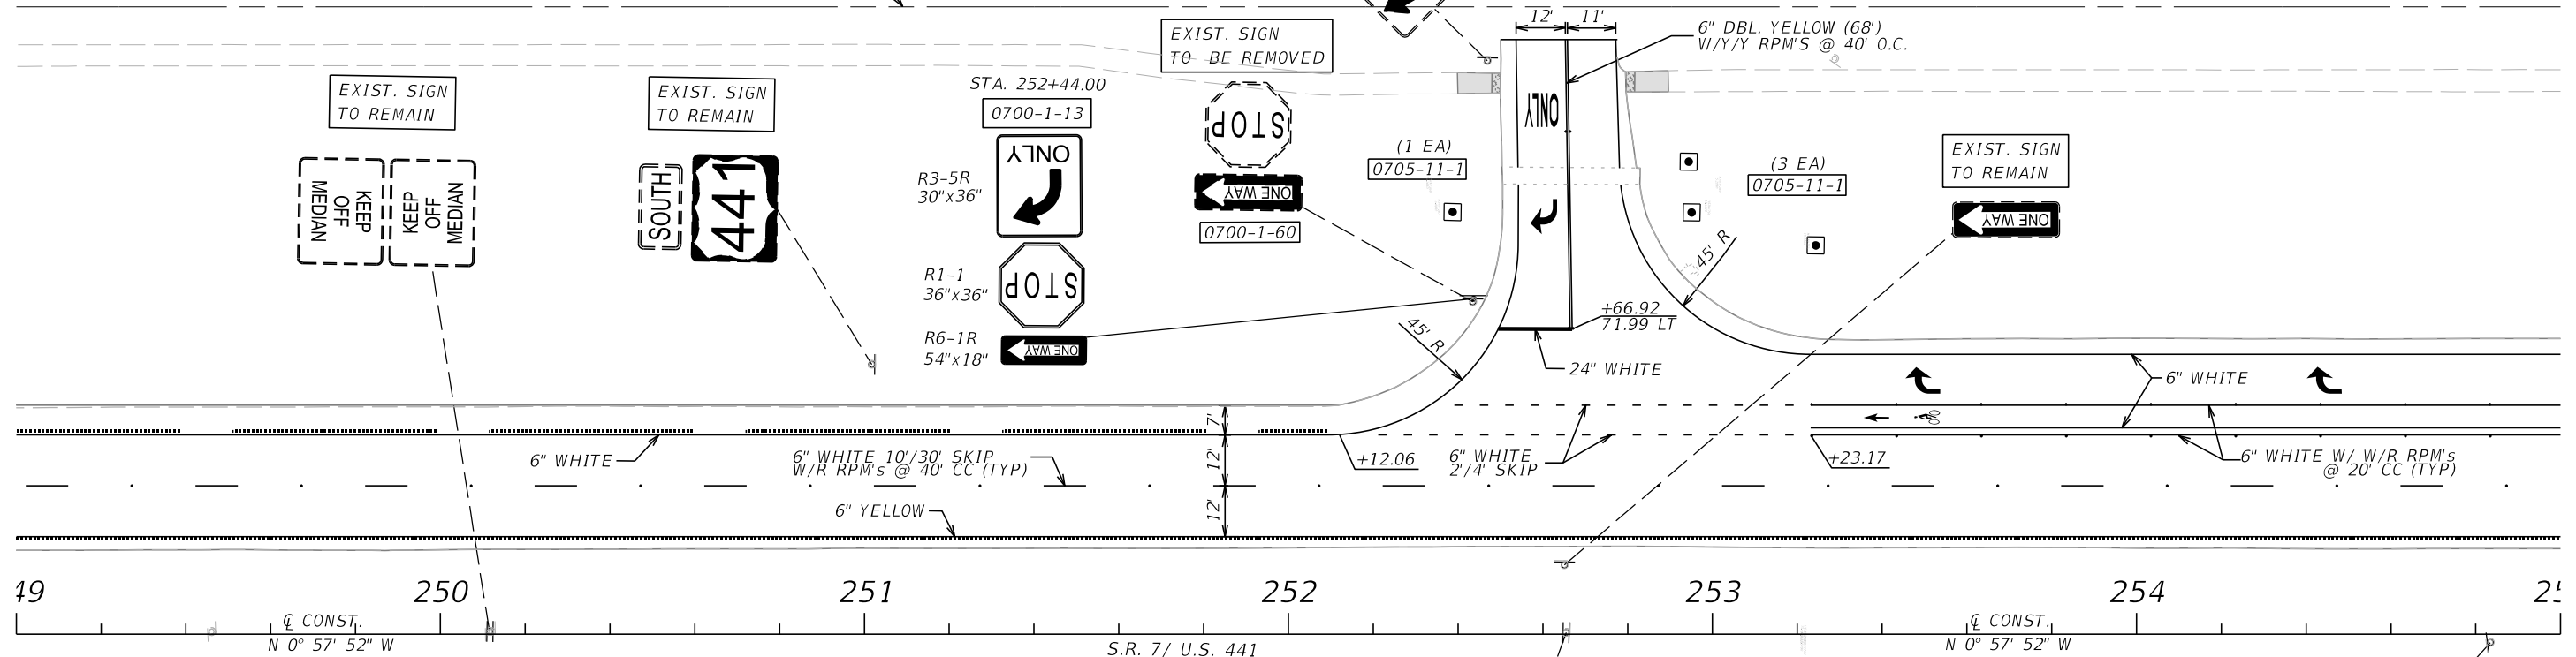 EXIST. SIGN
TO REMAIN
KEEP
OFF
MEDIAN
KEEP
OFF
MEDIAN
EXIST. SIGN
TO REMAIN
SOUTH
441
STA. 252+44.00
0700-1-13
R3-5R
30"x36"
ONLY
R1-1
36"x36"
STOP
R6-1R
54"x18"
ONE WAY
EXIST. SIGN
TO BE REMOVED
STOP
ONE WAY
0700-1-60
(1 EA)
0705-11-1
12'
11'
6" DBL. YELLOW (68')
W/Y/Y RPM'S @ 40' O.C.
ONLY
(3 EA)
0705-11-1
EXIST. SIGN
TO REMAIN
ONE WAY
45' R
45' R
+66.92
71.99 LT
24" WHITE
6" WHITE
7'
12'
12'
6" WHITE
6" WHITE 10'/30' SKIP
W/R RPM's @ 40' CC (TYP)
+12.06
6" WHITE
2'/4' SKIP
+23.17
6" WHITE W/ W/R RPM's
@ 20' CC (TYP)
6" YELLOW
49
250
251
252
253
254
25
℄ CONST.
N 0° 57' 52" W
S.R. 7/ U.S. 441
℄ CONST.
N 0° 57' 52" W